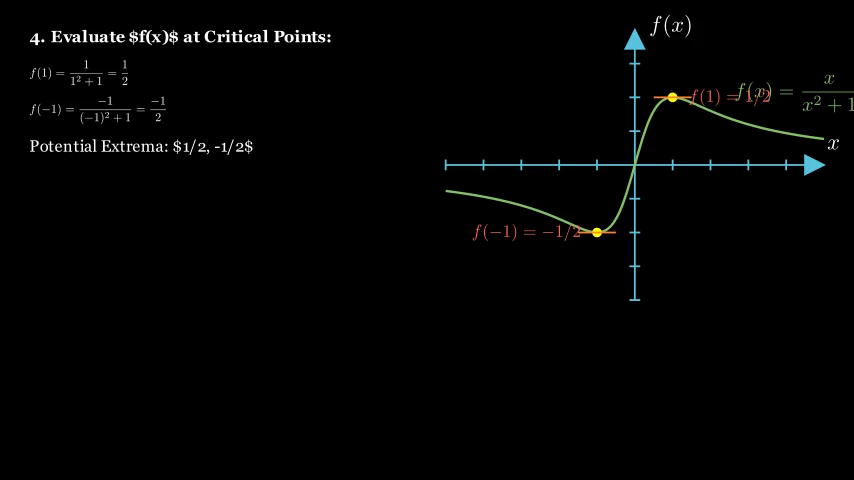 4. Evaluate $f(x)$ at Critical Points:
f(1) = \frac{1}{1^2 + 1} = \frac{1}{2}
f(−1) = \frac{−1}{(−1)^2 + 1} = \frac{−1}{2}
Potential Extrema: $1/2, -1/2$
f(x)
f(1) = 1/2
f(x) = \frac{x}{x^2 + 1}
x
f(−1) = −1/2